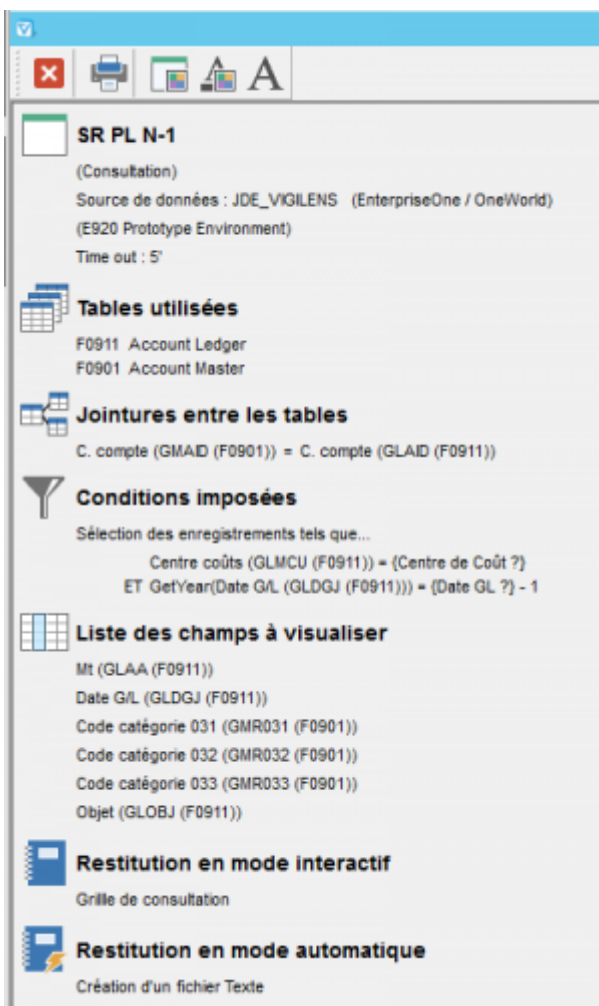 SR PL N-1
(Consultation)
Source de données : JDE_VIGILENS (EnterpriseOne / OneWorld)
(E920 Prototype Environment)
Time out : 5'
Tables utilisées
F0911 Account Ledger
F0901 Account Master
Jointures entre les tables
C. compte (GMAID (F0901)) = C. compte (GLAID (F0911))
Conditions imposées
Sélection des enregistrements tels que...
Centre coûts (GLMCU (F0911)) = {Centre de Coût ?}
ET GetYear(Date G/L (GLDGJ (F0911))) = {Date GL ?} - 1
Liste des champs à visualiser
Mt (GLAA (F0911))
Date G/L (GLDGJ (F0911))
Code catégorie 031 (GMR031 (F0901))
Code catégorie 032 (GMR032 (F0901))
Code catégorie 033 (GMR033 (F0901))
Objet (GLOBJ (F0911))
Restitution en mode interactif
Grille de consultation
Restitution en mode automatique
Création d'un fichier Texte